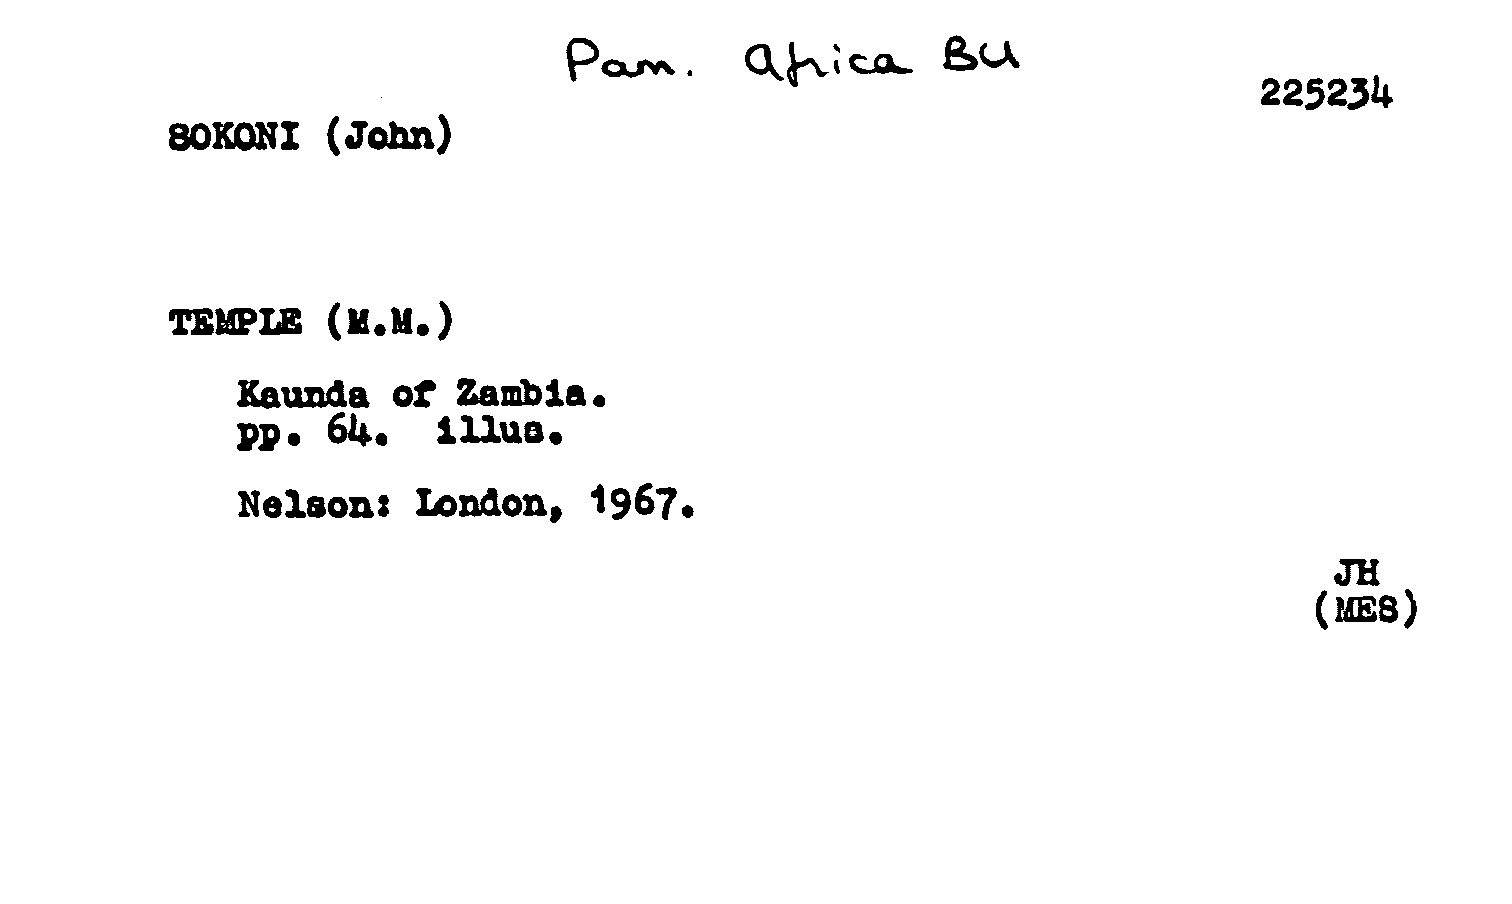 Pam. Africa BU
225234
SOKONI (John)
TEMPLE (M.M.)
Kaunda of Zambia.
pp. 64. illus.
Nelson: London, 1967.
JH
(MES)